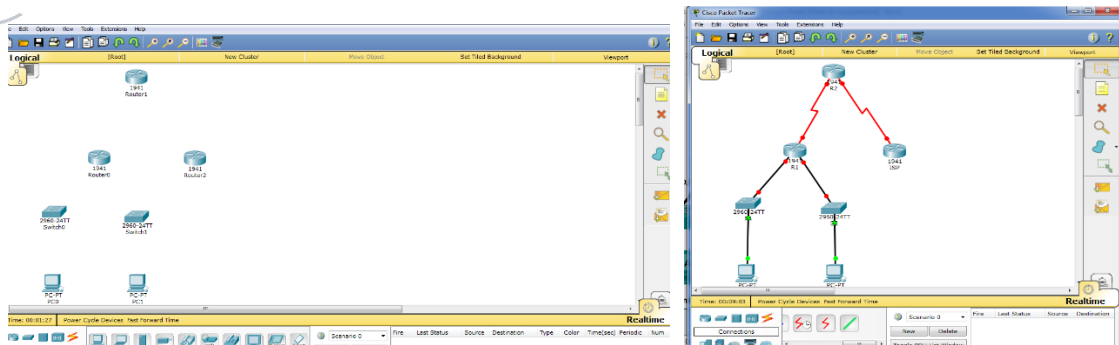 Edit Options View Tools Extensions Help
Logical [Root] New Cluster Move Object Set Tiled Background Viewport
1941
Router1
1941
Router0
1941
Router2
2960-24TT
Switch0
2960-24TT
Switch1
PC-PT
PC0
PC-PT
PC1
Time: 00:01:27 Power Cycle Devices Fast Forward Time
Realtime
Scenario 0
Fire Last Status Source Destination Type Color Time(sec) Periodic Num
Cisco Packet Tracer
File Edit Options View Tools Extensions Help
Logical [Root] New Cluster Move Object Set Tiled Background Viewport
R2
1941
R1
1941
ISP
2960-24TT
2960-24TT
PC-PT
PC-PT
Power Cycle Devices Fast Forward Time
Realtime
Connections
Scenario 0
New Delete
Fire Last Status Source Destination